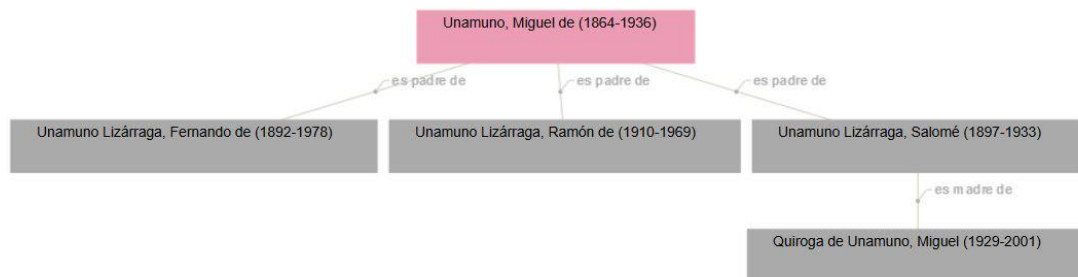 Unamuno, Miguel de (1864-1936)
es padre de
es padre de
es padre de
Unamuno Lizárraga, Fernando de (1892-1978)
Unamuno Lizárraga, Ramón de (1910-1969)
Unamuno Lizárraga, Salomé (1897-1933)
es madre de
Quiroga de Unamuno, Miguel (1929-2001)